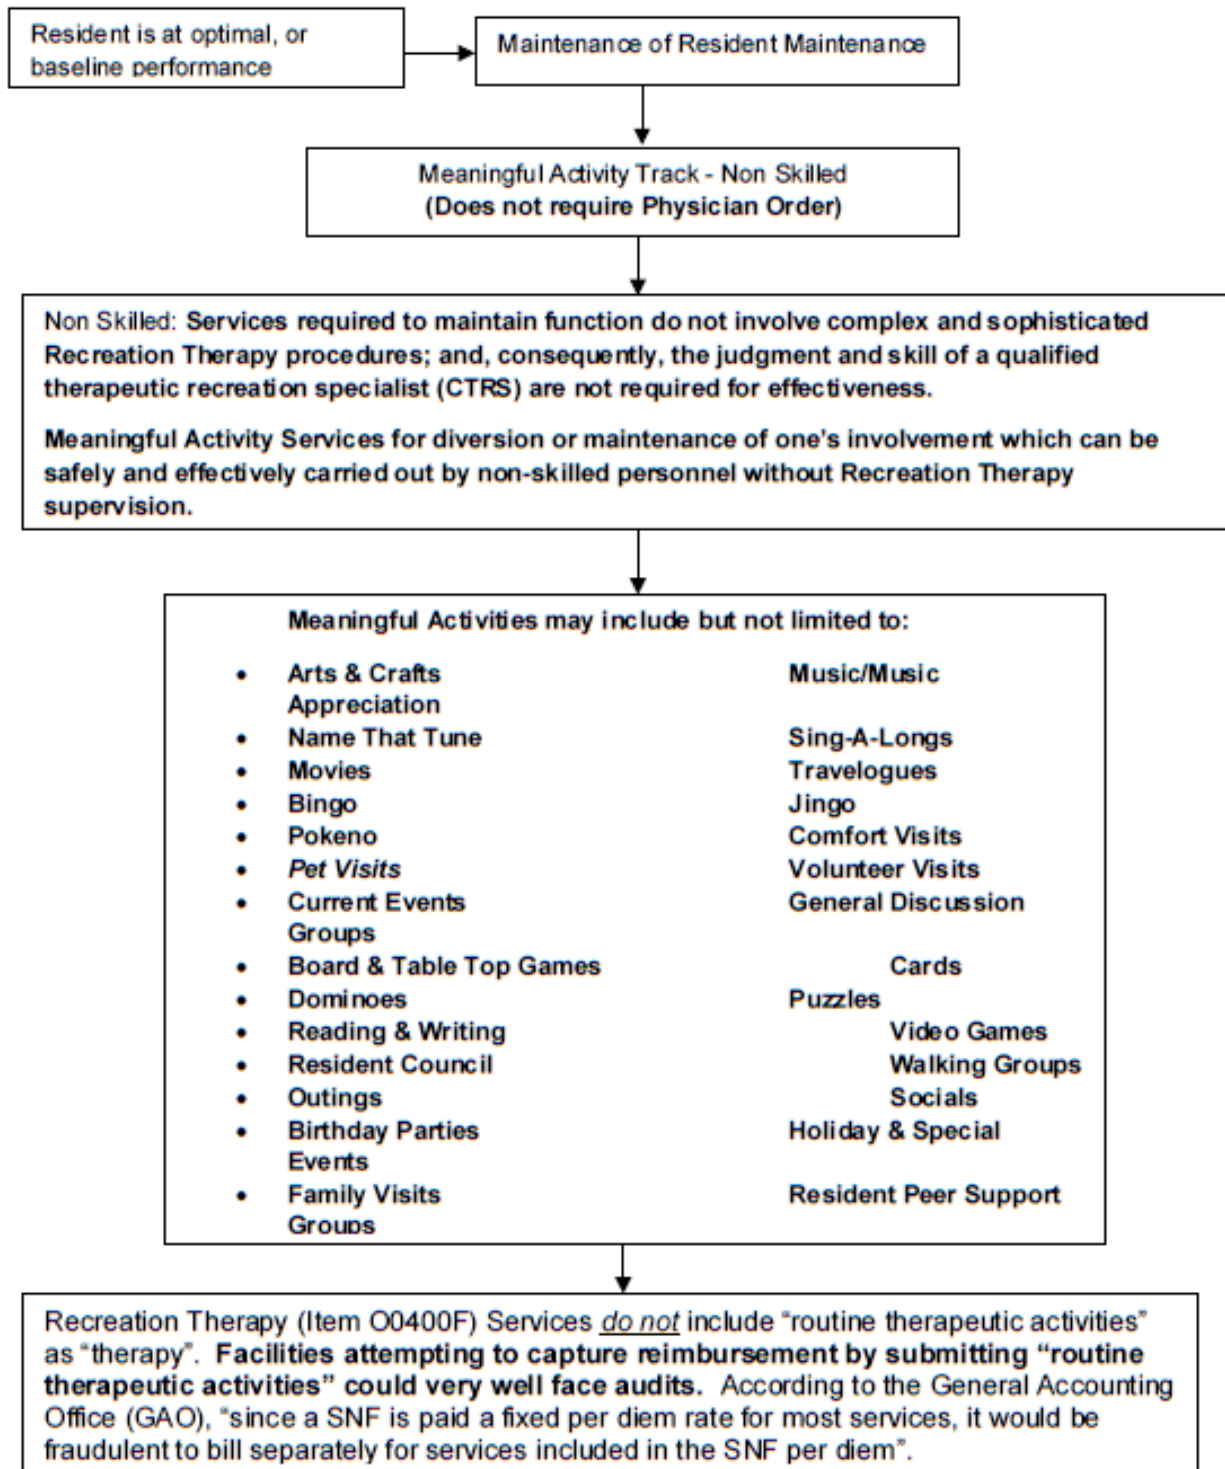 Resident is at optimal, or
baseline performance
Maintenance of Resident Maintenance
Meaningful Activity Track - Non Skilled
(Does not require Physician Order)
Non Skilled: Services required to maintain function do not involve complex and sophisticated
Recreation Therapy procedures; and, consequently, the judgment and skill of a qualified
therapeutic recreation specialist (CTRS) are not required for effectiveness.
Meaningful Activity Services for diversion or maintenance of one's involvement which can be
safely and effectively carried out by non-skilled personnel without Recreation Therapy
supervision.
Meaningful Activities may include but not limited to:
• Arts & Crafts Music/Music
Appreciation
• Name That Tune Sing-A-Longs
• Movies Travelogues
• Bingo Jingo
• Pokeno Comfort Visits
• Pet Visits Volunteer Visits
• Current Events General Discussion
Groups
• Board & Table Top Games Cards
• Dominoes Puzzles
• Reading & Writing Video Games
• Resident Council Walking Groups
• Outings Socials
• Birthday Parties Holiday & Special
Events
• Family Visits Resident Peer Support
Groups
Recreation Therapy (Item O0400F) Services do not include “routine therapeutic activities”
as “therapy”. Facilities attempting to capture reimbursement by submitting “routine
therapeutic activities” could very well face audits. According to the General Accounting
Office (GAO), “since a SNF is paid a fixed per diem rate for most services, it would be
fraudulent to bill separately for services included in the SNF per diem”.